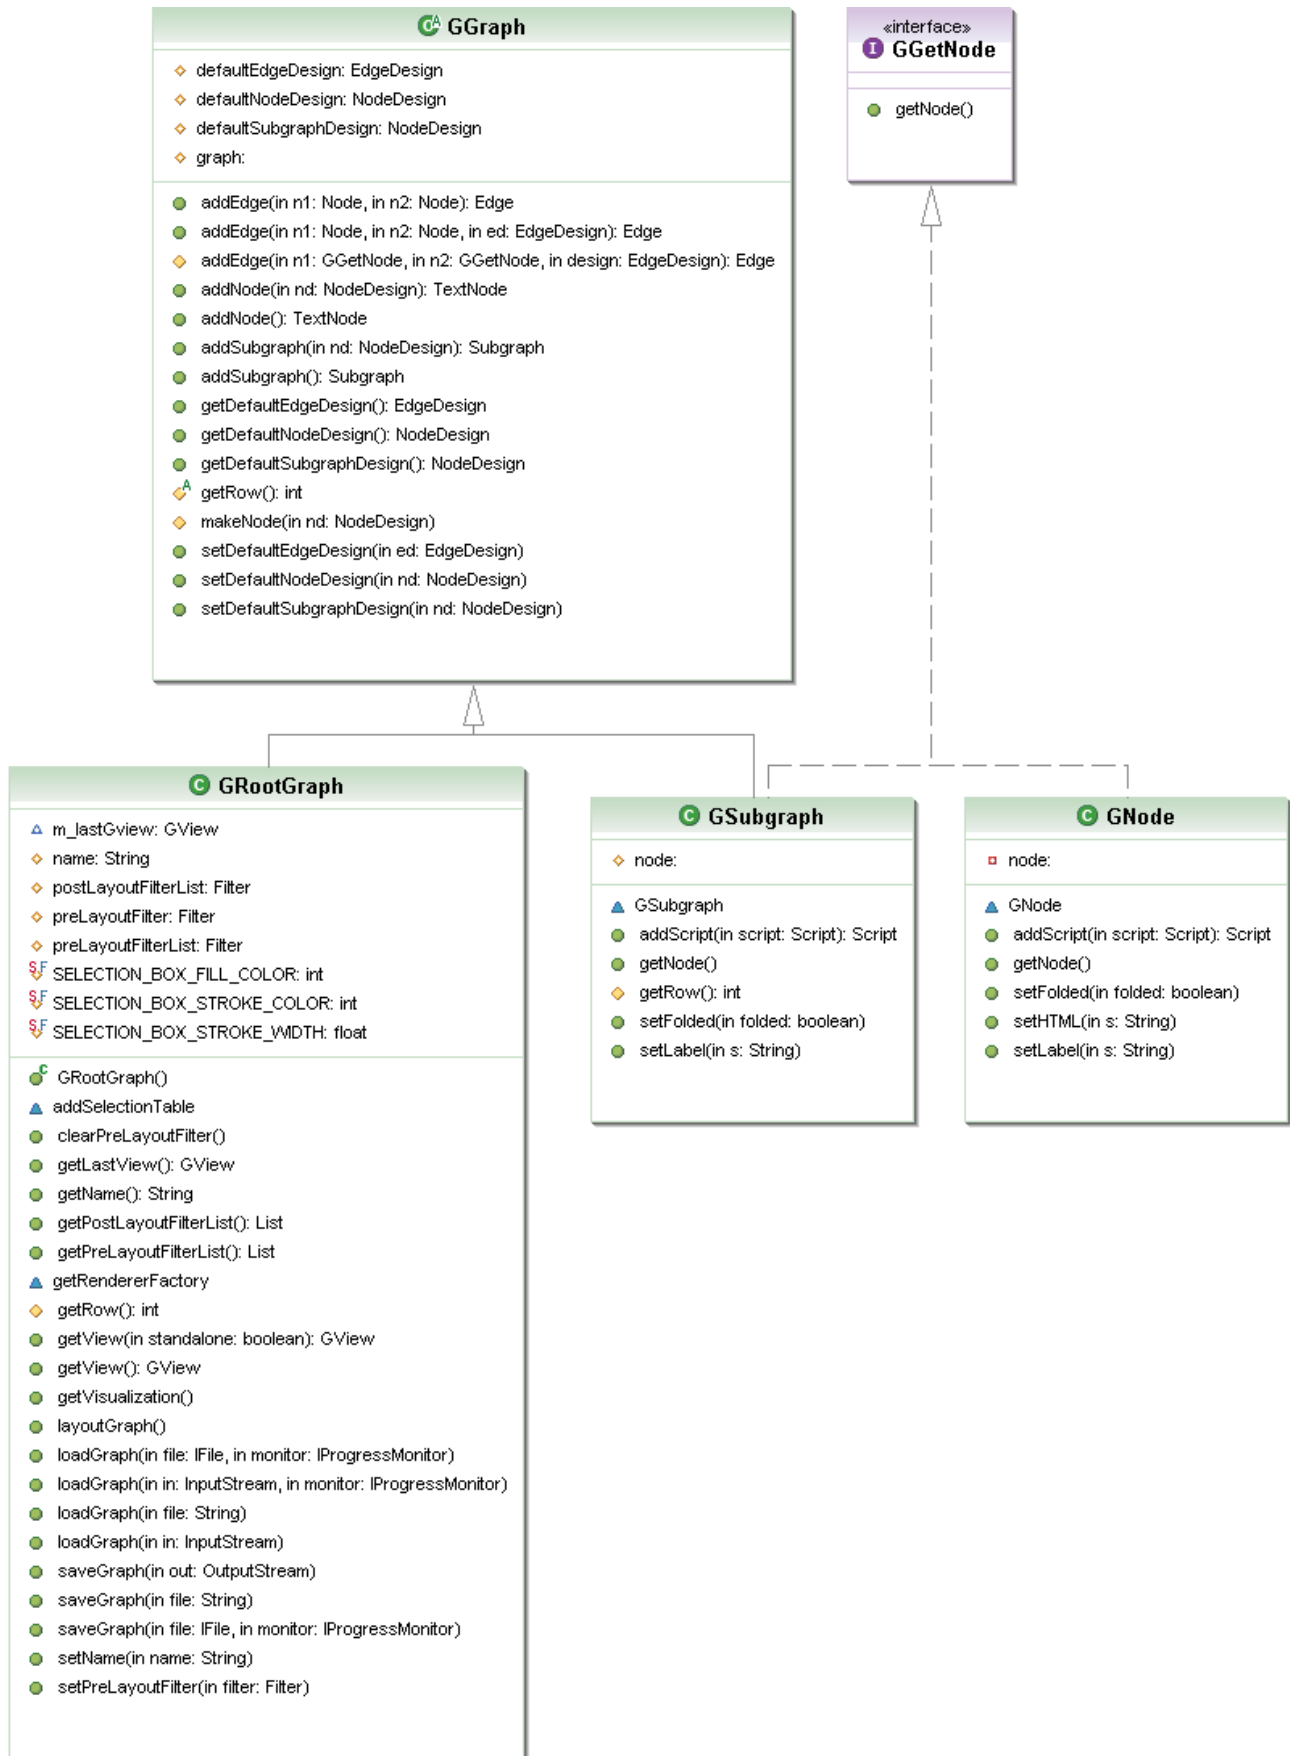 GGraph
defaultEdgeDesign: EdgeDesign
defaultNodeDesign: NodeDesign
defaultSubgraphDesign: NodeDesign
graph:
addEdge(in n1: Node, in n2: Node): Edge
addEdge(in n1: Node, in n2: Node, in ed: EdgeDesign): Edge
addEdge(in n1: GGetNode, in n2: GGetNode, in design: EdgeDesign): Edge
addNode(in nd: NodeDesign): TextNode
addNode(): TextNode
addSubgraph(in nd: NodeDesign): Subgraph
addSubgraph(): Subgraph
getDefaultEdgeDesign(): EdgeDesign
getDefaultNodeDesign(): NodeDesign
getDefaultSubgraphDesign(): NodeDesign
getRow(): int
makeNode(in nd: NodeDesign)
setDefaultEdgeDesign(in ed: EdgeDesign)
setDefaultNodeDesign(in nd: NodeDesign)
setDefaultSubgraphDesign(in nd: NodeDesign)
«interface»
GGetNode
getNode()
GRootGraph
m_lastGview: GView
name: String
postLayoutFilterList: Filter
preLayoutFilter: Filter
preLayoutFilterList: Filter
SELECTION_BOX_FILL_COLOR: int
SELECTION_BOX_STROKE_COLOR: int
SELECTION_BOX_STROKE_WIDTH: float
GRootGraph()
addSelectionTable
clearPreLayoutFilter()
getLastView(): GView
getName(): String
getPostLayoutFilterList(): List
getPreLayoutFilterList(): List
getRendererFactory
getRow(): int
getView(in standalone: boolean): GView
getView(): GView
getVisualization()
layoutGraph()
loadGraph(in file: IFile, in monitor: IProgressMonitor)
loadGraph(in in: InputStream, in monitor: IProgressMonitor)
loadGraph(in file: String)
loadGraph(in in: InputStream)
saveGraph(in out: OutputStream)
saveGraph(in file: String)
saveGraph(in file: IFile, in monitor: IProgressMonitor)
setName(in name: String)
setPreLayoutFilter(in filter: Filter)
GSubgraph
node:
GSubgraph
addScript(in script: Script): Script
getNode()
getRow(): int
setFolded(in folded: boolean)
setLabel(in s: String)
GNode
node:
GNode
addScript(in script: Script): Script
getNode()
setFolded(in folded: boolean)
setHTML(in s: String)
setLabel(in s: String)